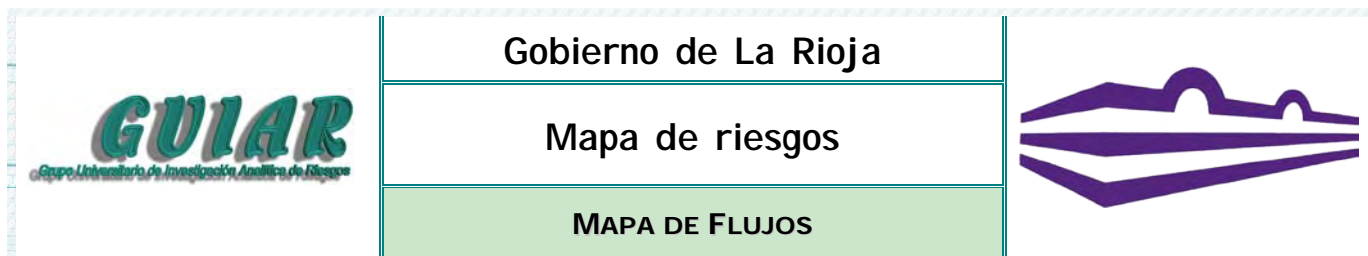 GUIAR
Grupo Universitario de Investigación Analítica de Riesgos
Gobierno de La Rioja
Mapa de riesgos
MAPA DE FLUJOS